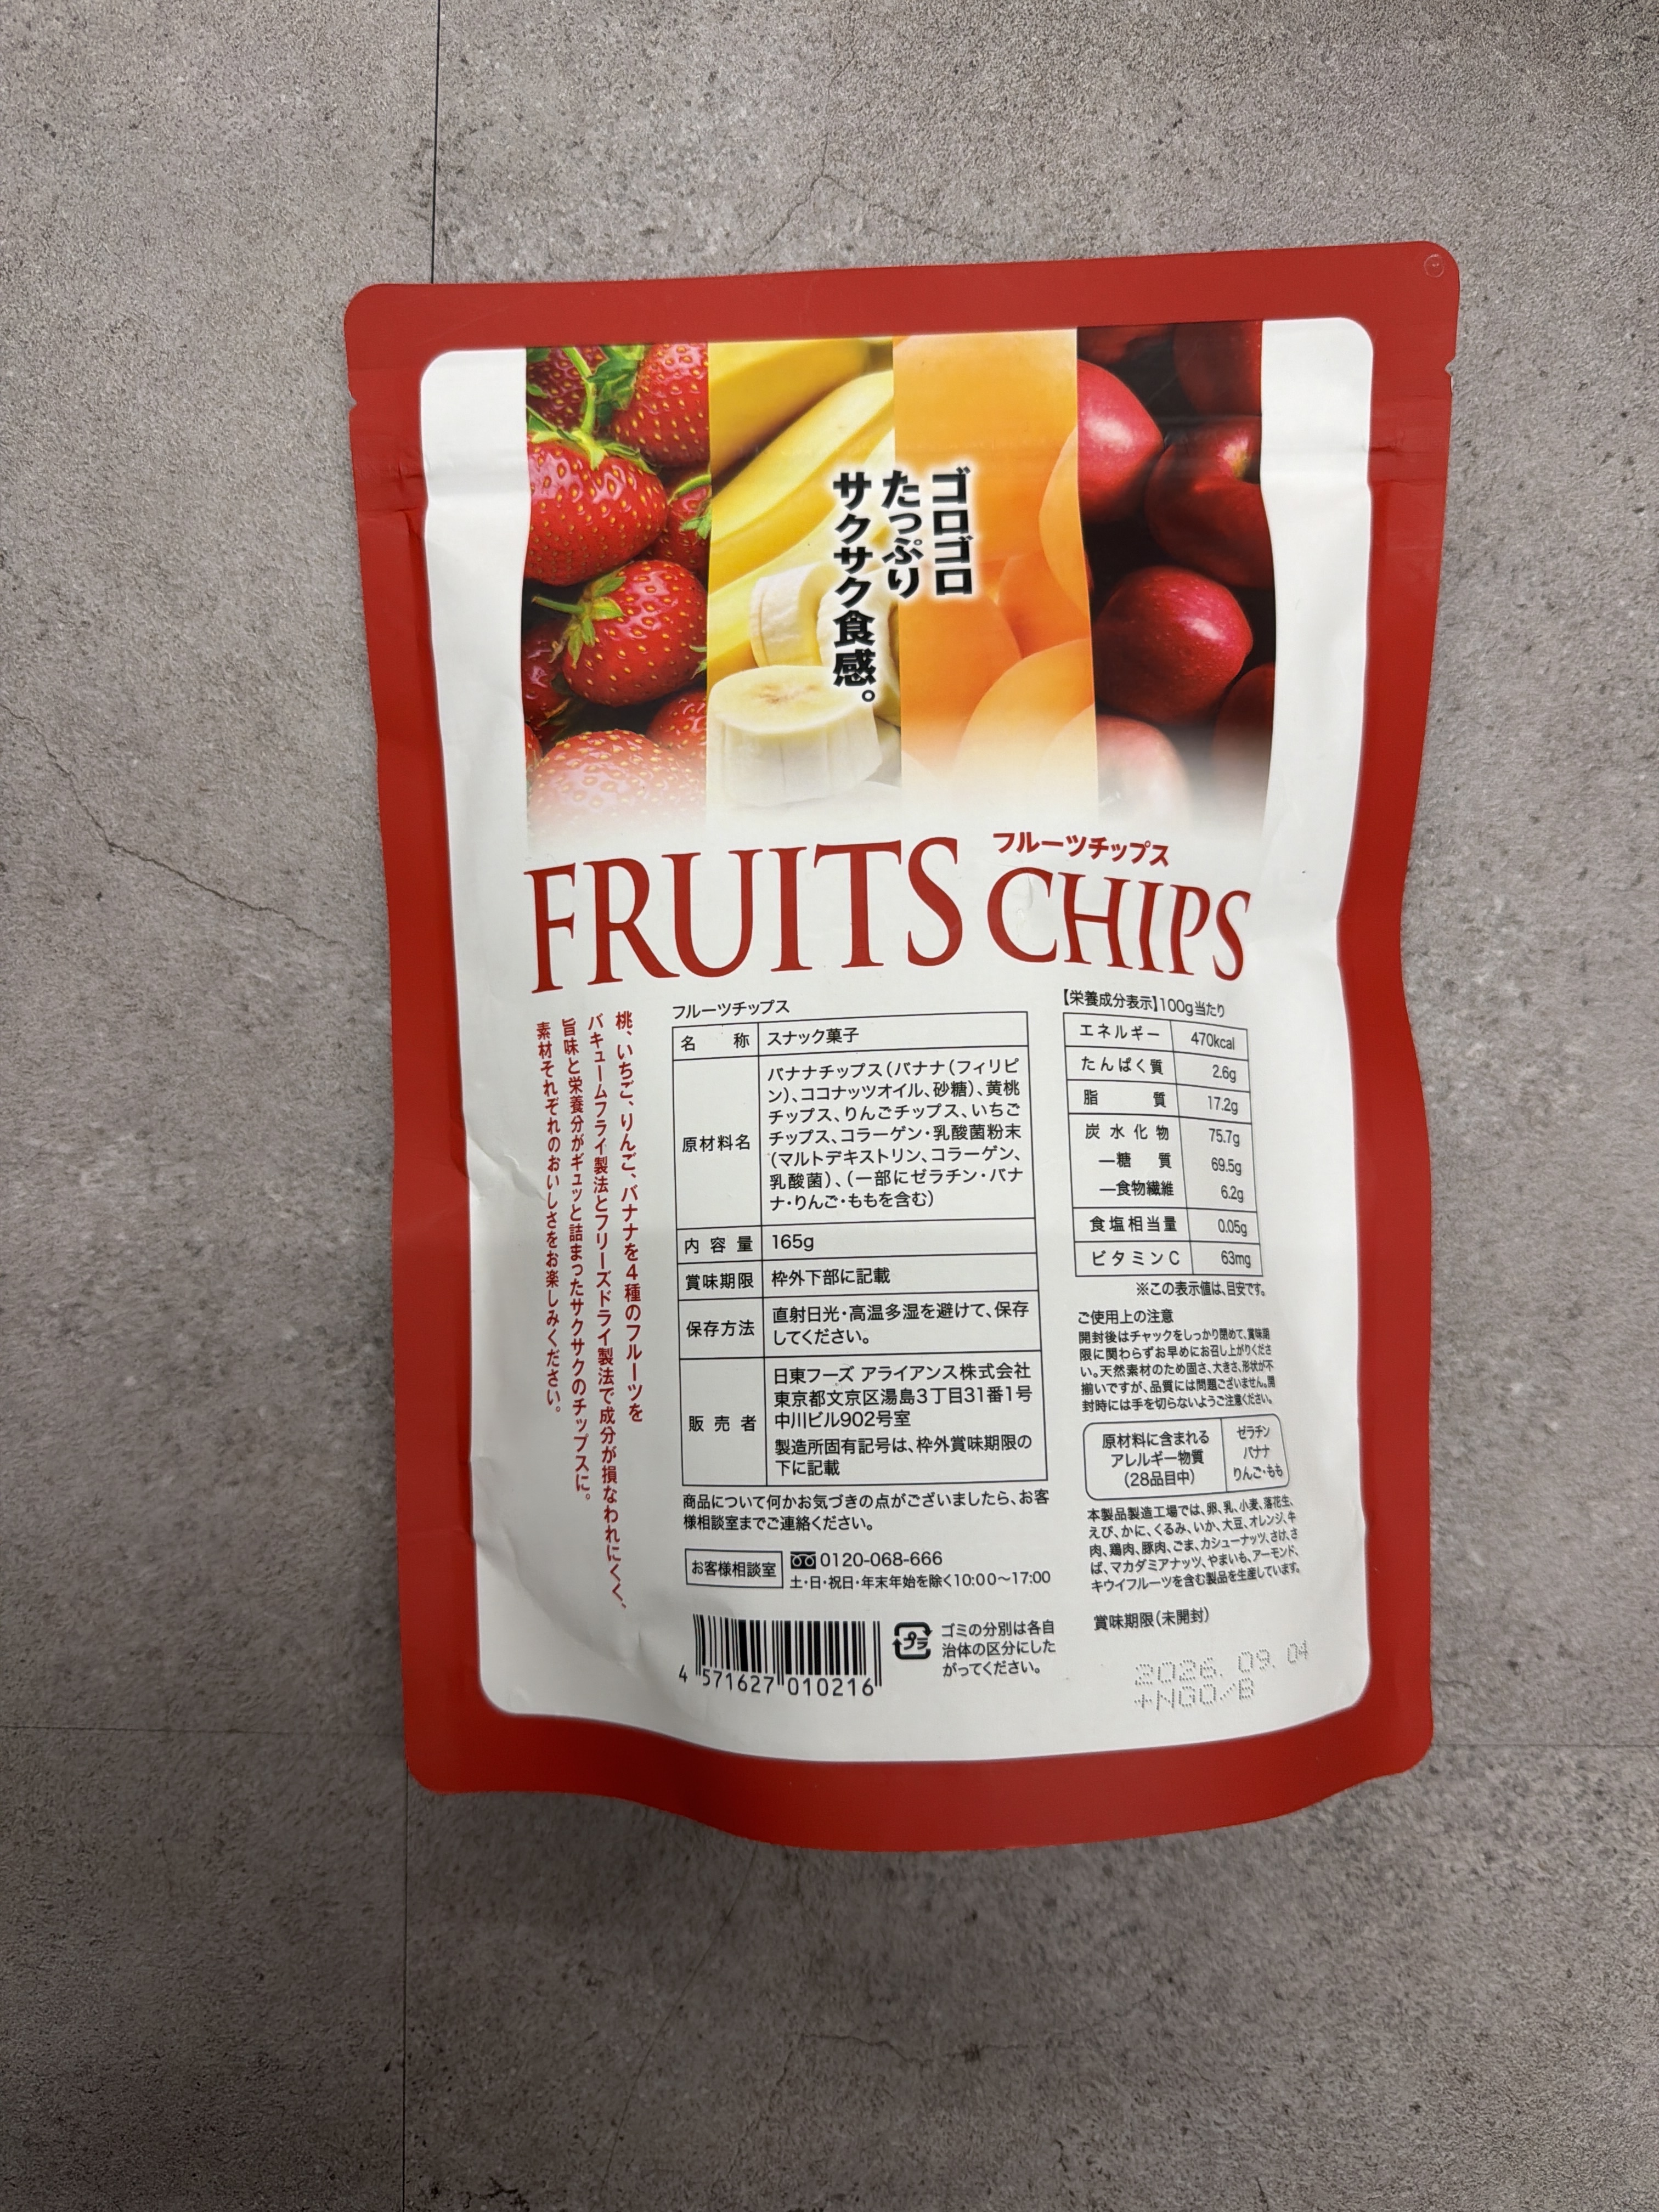 ゴロゴロ
たっぷり
サクサク食感。
フルーツチップス
FRUITS CHIPS
桃、いちご、りんご、バナナを4種のフルーツを
バキュームフライ製法とフリーズドライ製法で成分が損なわれにくく、
旨味と栄養分がギュッと詰まったサクサクのチップスに。
素材それぞれのおいしさをお楽しみください。
フルーツチップス
名 称 スナック菓子
原材料名
バナナチップス(バナナ(フィリピ
ン)、ココナッツオイル、砂糖)、黄桃
チップス、りんごチップス、いちご
チップス、コラーゲン・乳酸菌粉末
(マルトデキストリン、コラーゲン、
乳酸菌)、(一部にゼラチン・バナ
ナ・りんご・ももを含む)
内容量 165g
賞味期限 枠外下部に記載
保存方法
直射日光・高温多湿を避けて、保存
してください。
販売者
日東フーズ アライアンス株式会社
東京都文京区湯島3丁目31番1号
中川ビル902号室
製造所固有記号は、枠外賞味期限の
下に記載
商品について何かお気づきの点がございましたら、お客
様相談室までご連絡ください。
お客様相談室
0120-068-666
土・日・祝日・年末年始を除く10:00〜17:00
4 571627 010216
プラ
ゴミの分別は各自
治体の区分にした
がってください。
【栄養成分表示】100g当たり
エネルギー 470kcal
たんぱく質 2.6g
脂 質 17.2g
炭水化物 75.7g
―糖 質 69.5g
―食物繊維 6.2g
食塩相当量 0.05g
ビタミンC 63mg
※この表示値は、目安です。
ご使用上の注意
開封後はチャックをしっかり閉めて、賞味期
限に関わらずお早めにお召し上がりくださ
い。天然素材のため固さ、大きさ、形状が不
揃いですが、品質には問題ございません。開
封時には手を切らないようご注意ください。
原材料に含まれる
アレルギー物質
(28品目中)
ゼラチン
バナナ
りんご・もも
本製品製造工場では、卵、乳、小麦、落花生、
えび、かに、くるみ、いか、大豆、オレンジ、牛
肉、鶏肉、豚肉、ごま、カシューナッツ、さけ、さ
ば、マカダミアナッツ、やまいも、アーモンド、
キウイフルーツを含む製品を生産しています。
賞味期限(未開封)
2026. 09. 04
+NGO/B